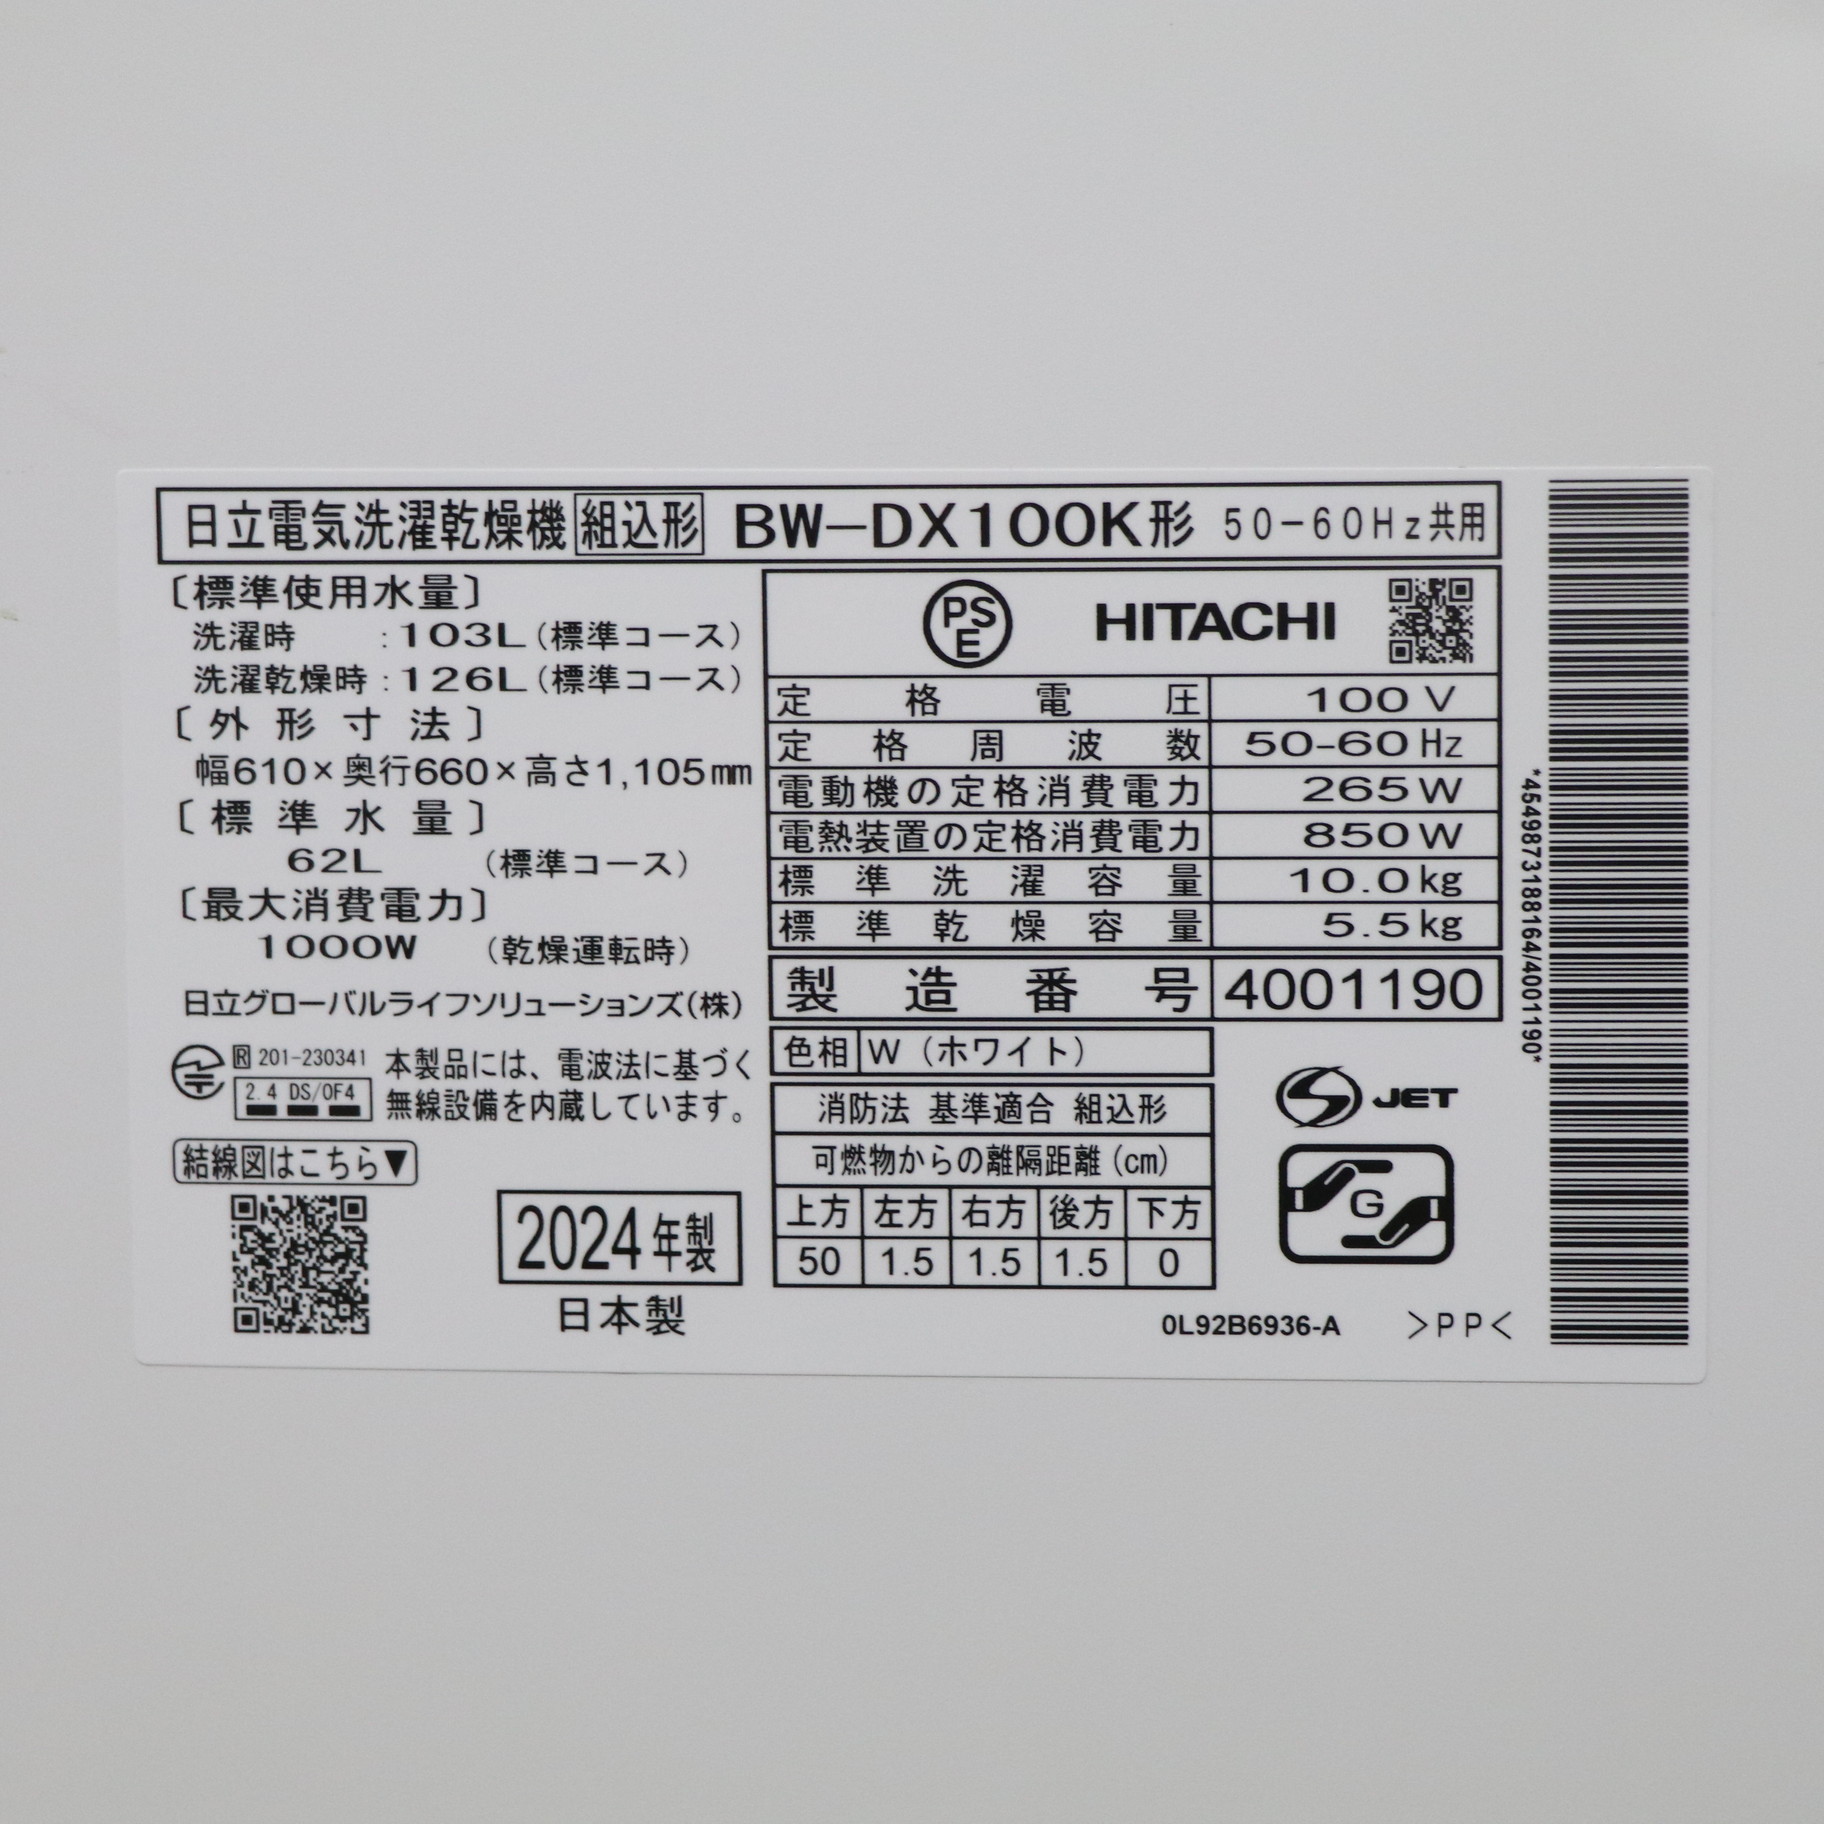 日立電気洗濯乾燥機 組込形 BW-DX100K形 50-60Hz共用
〔標準使用水量〕
洗濯時 :103L(標準コース)
洗濯乾燥時:126L(標準コース)
〔外形寸法〕
幅610×奥行660×高さ1,105mm
〔標準水量〕
62L (標準コース)
〔最大消費電力〕
1000W (乾燥運転時)
日立グローバルライフソリューションズ(株)
R 201-230341
2.4 DS/OF4
本製品には、電波法に基づく
無線設備を内蔵しています。
結線図はこちら▼
2024年製
日本製
PSE HITACHI
定格電圧 100V
定格周波数 50-60Hz
電動機の定格消費電力 265W
電熱装置の定格消費電力 850W
標準洗濯容量 10.0kg
標準乾燥容量 5.5kg
製造番号 4001190
色相 W(ホワイト)
消防法 基準適合 組込形
可燃物からの離隔距離(cm)
上方 左方 右方 後方 下方
50 1.5 1.5 1.5 0
S JET
G
0L92B6936-A >PP<
*4549873188164/4001190*